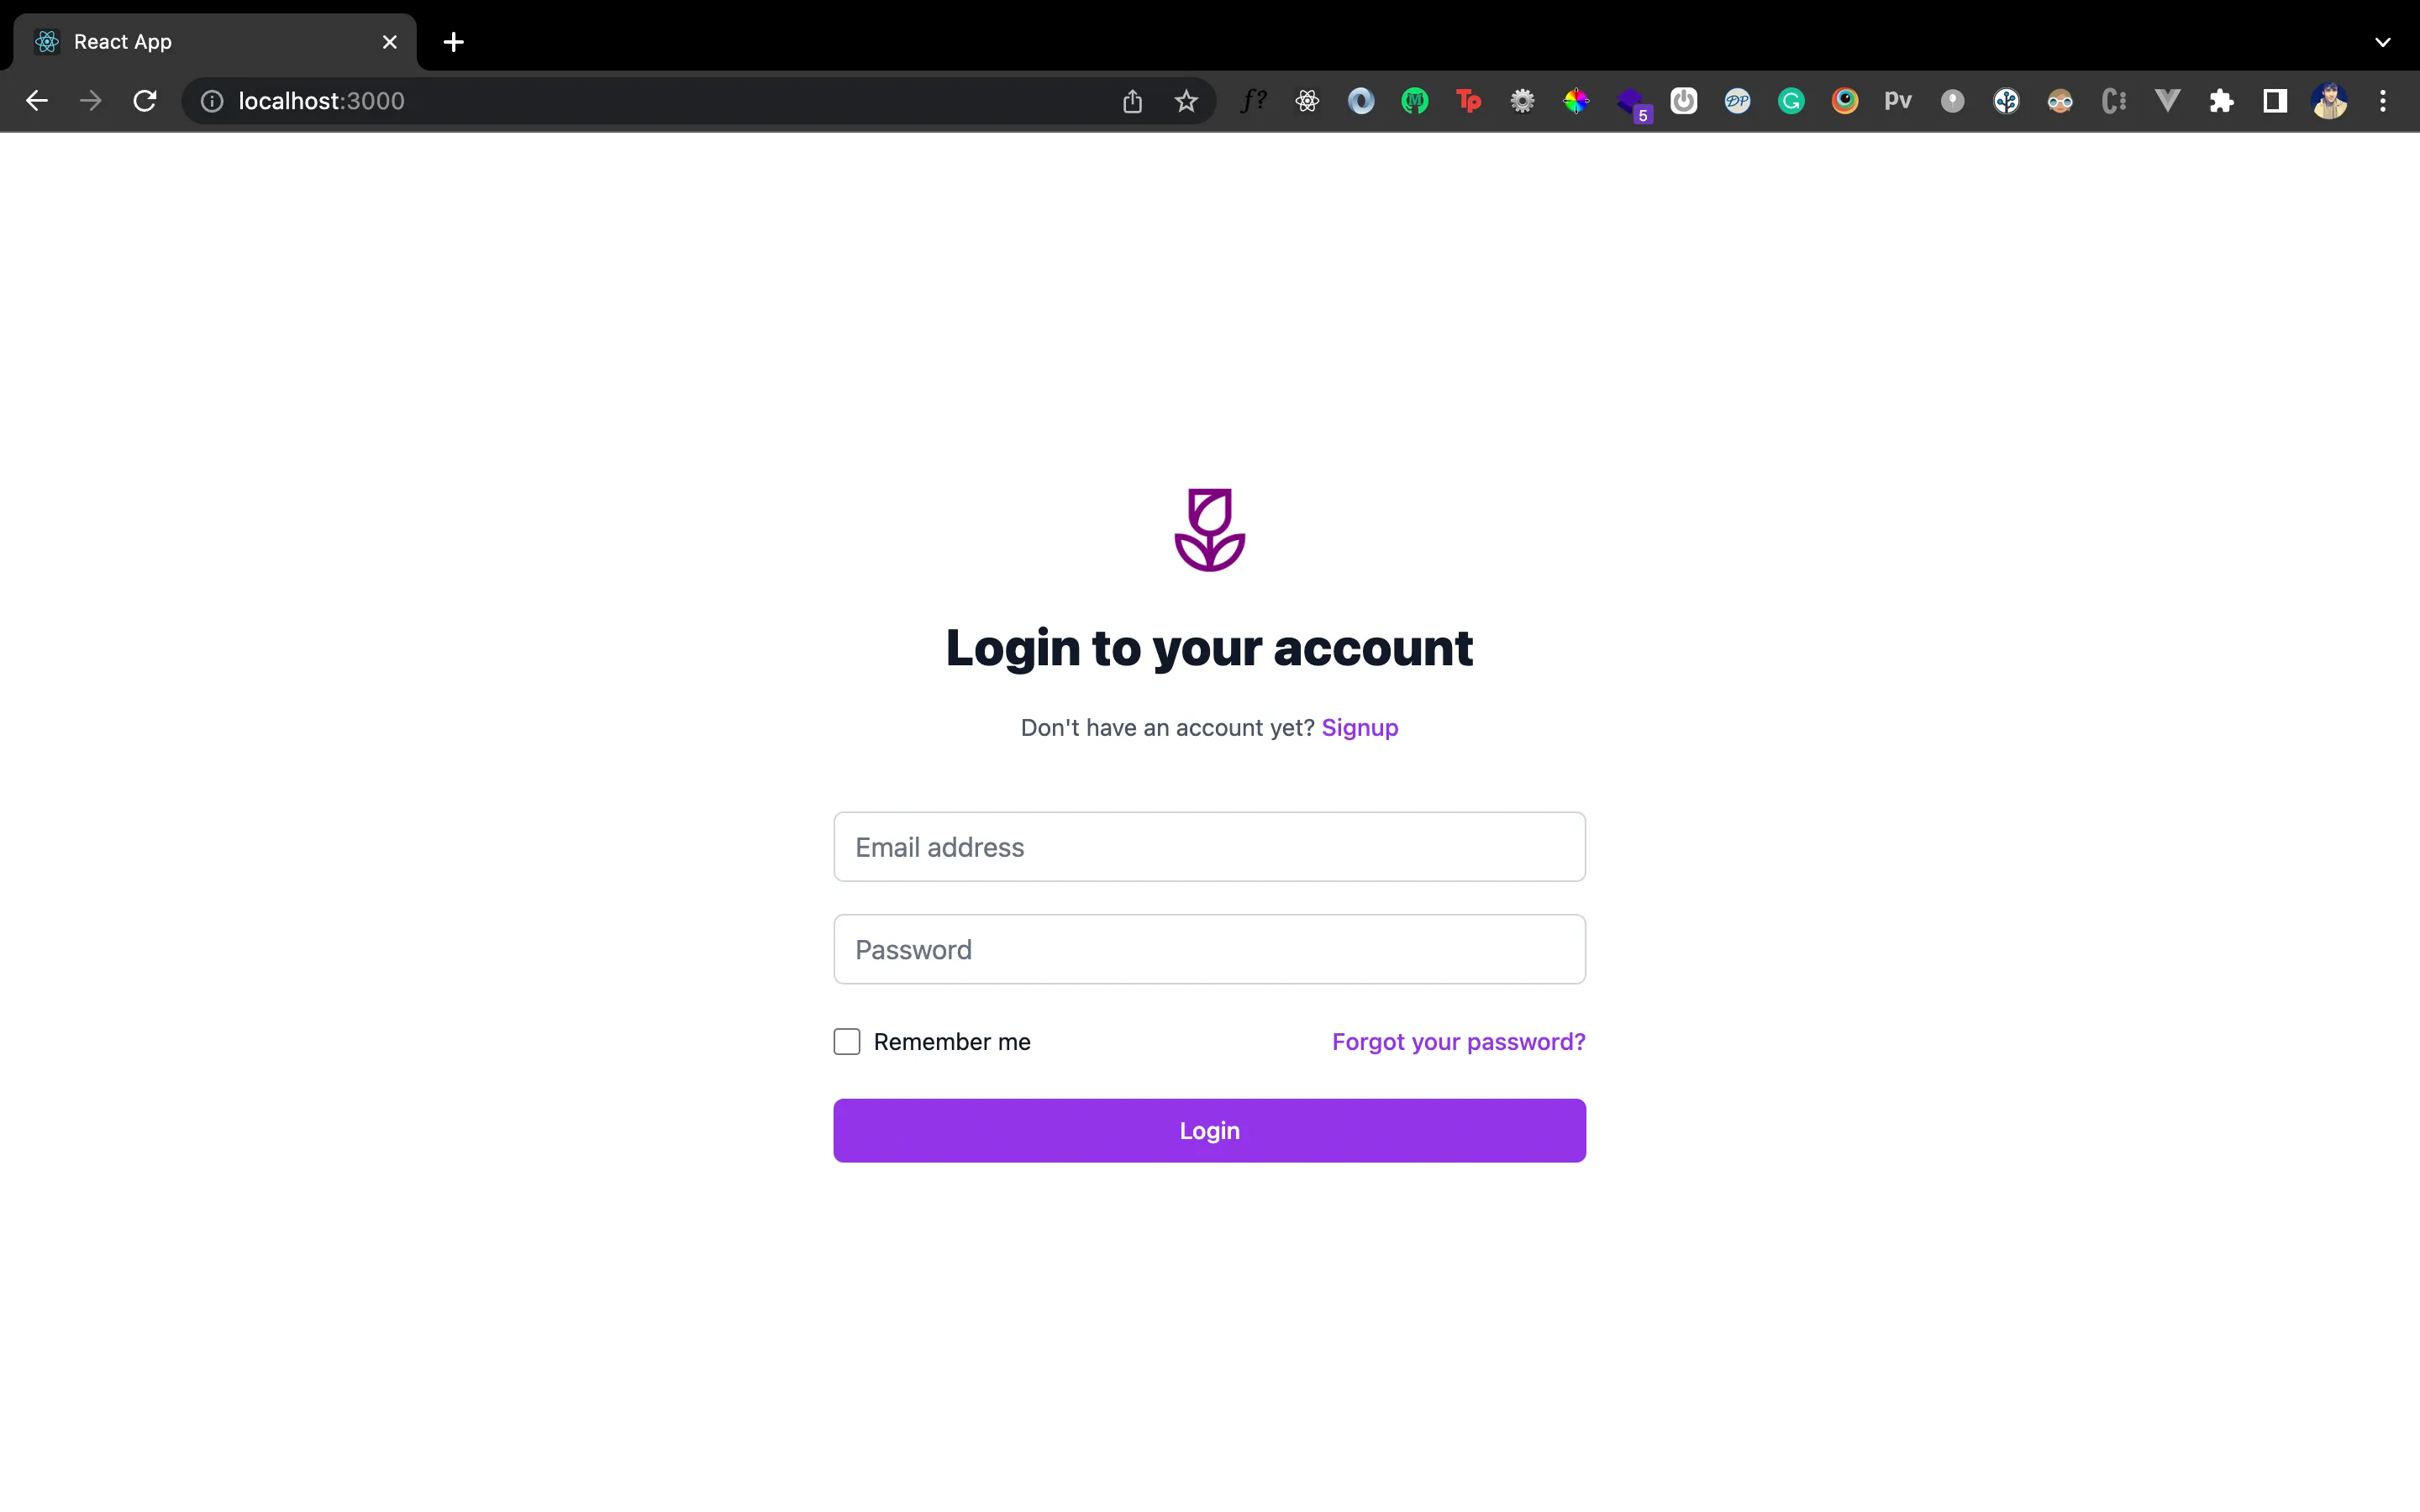 React App
localhost:3000
f?
Tp
5
DP
G
pv
C:
Login to your account
Don't have an account yet? Signup
Email address
Password
Remember me
Forgot your password?
Login